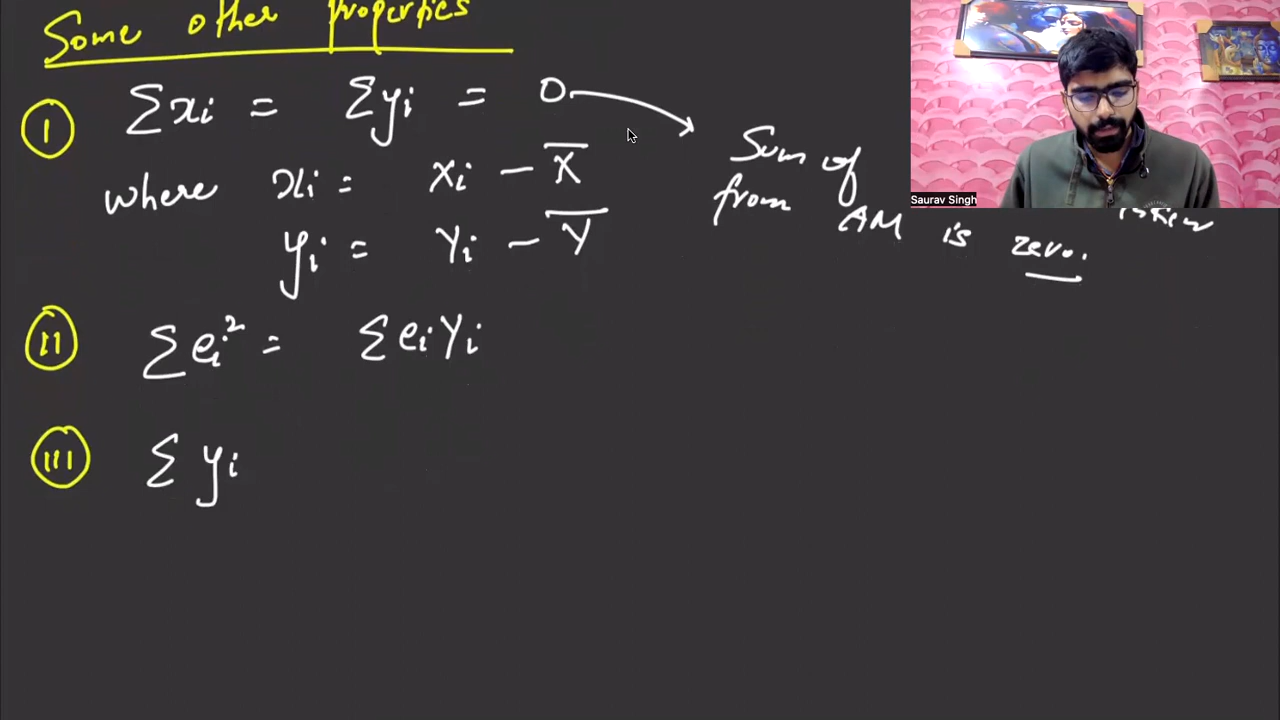 Some other properties
I Σxi = Σyi = 0
where xi = Xi − X̅
yi = Yi − Y̅
Sum of
from AM is zero.
II Σei² = ΣeiYi
III Σyi
Saurav Singh